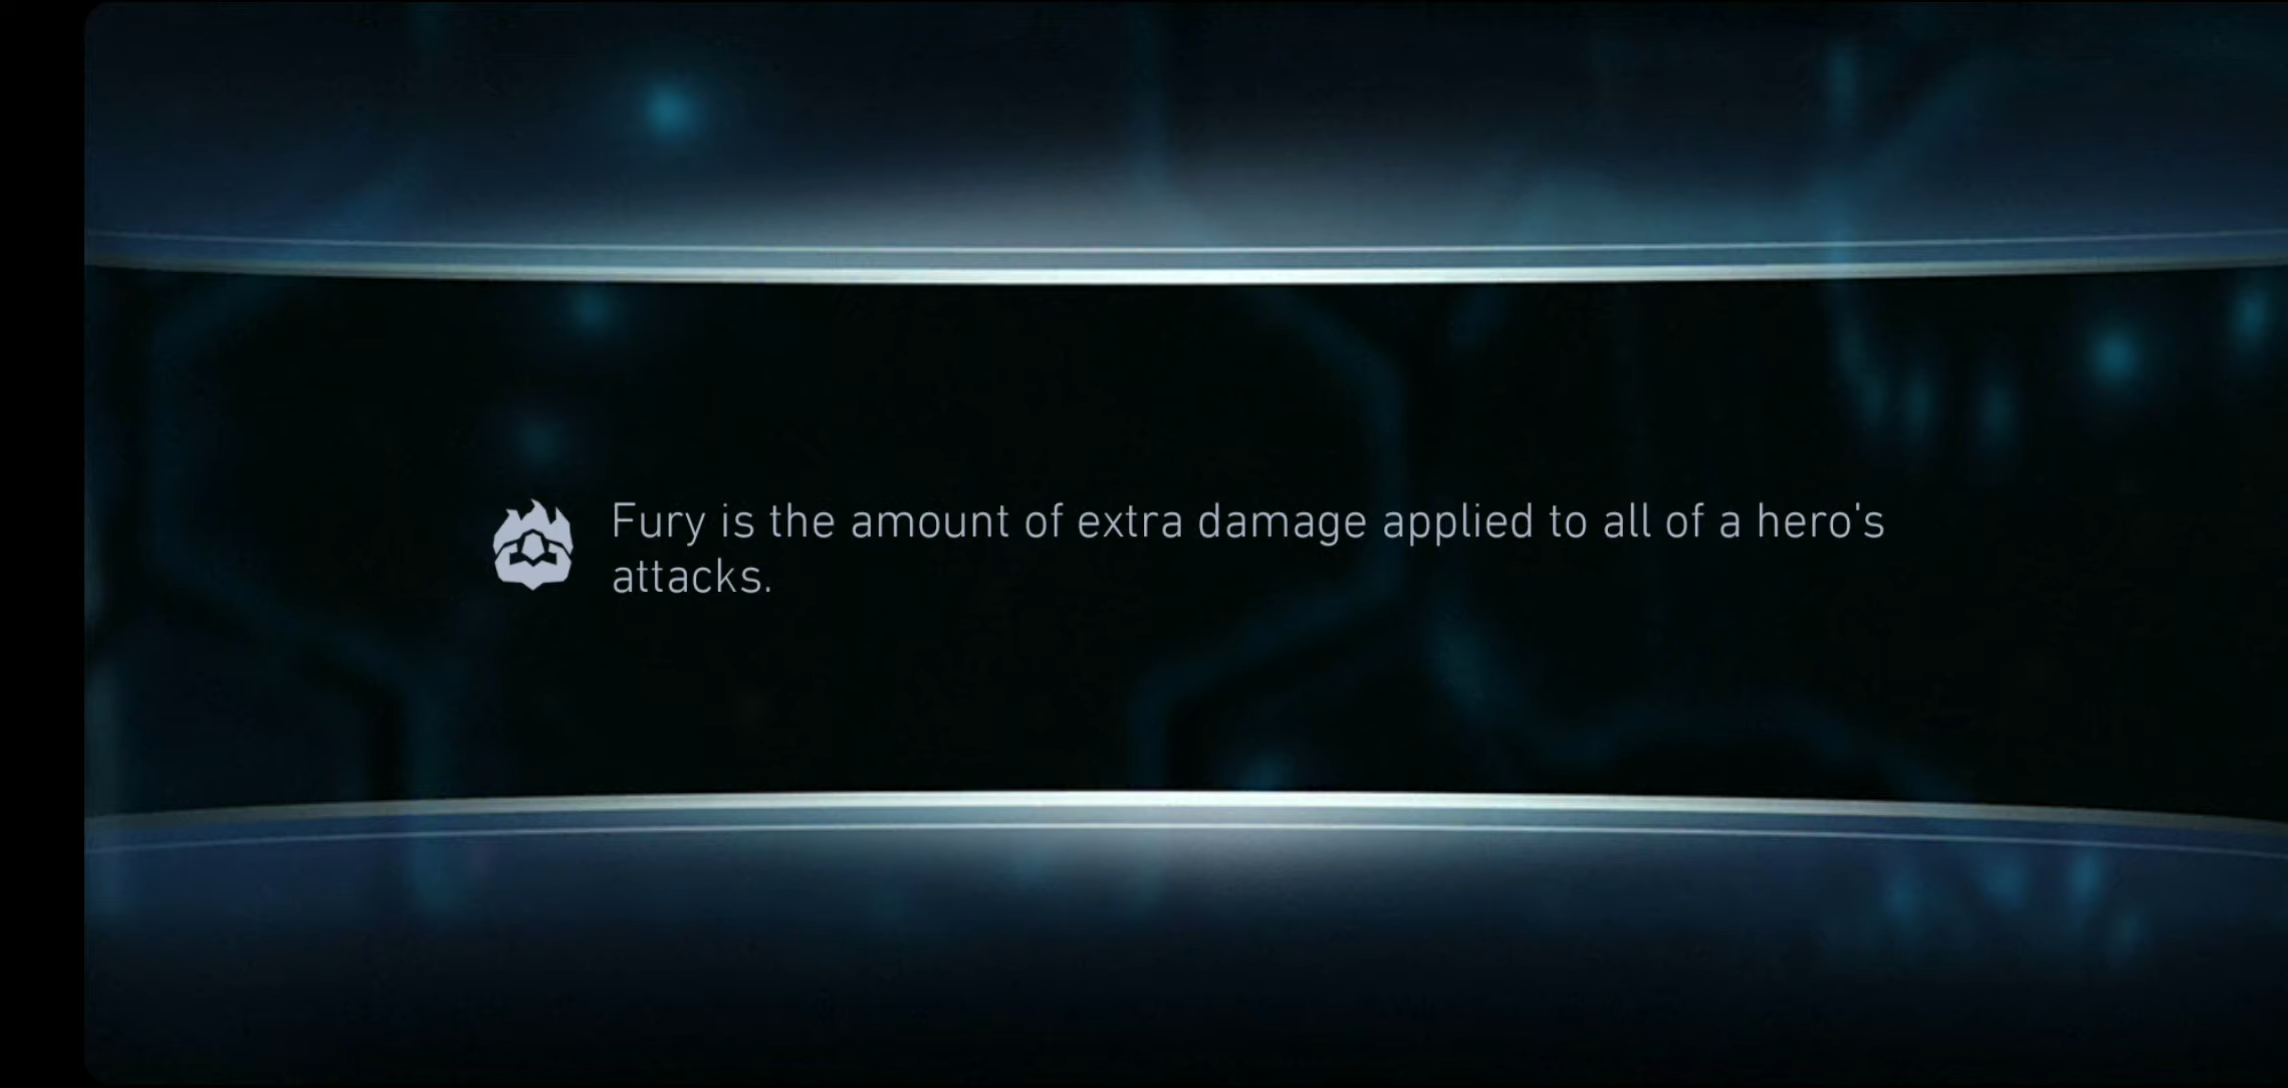 Fury is the amount of extra damage applied to all of a hero's
attacks.